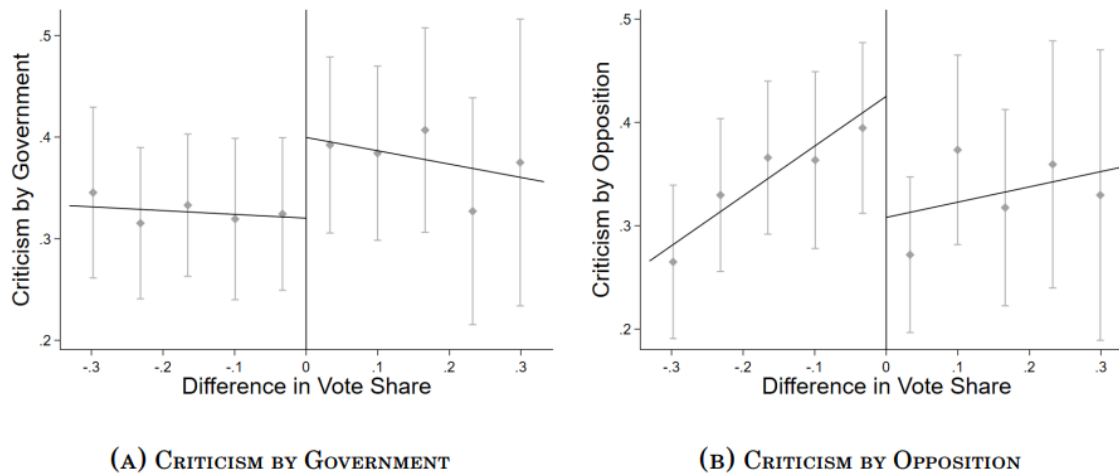 .5
.4
.3
.2
Criticism by Government
-.3 -.2 -.1 0 .1 .2 .3
Difference in Vote Share
(A) CRITICISM BY GOVERNMENT
.5
.4
.3
.2
Criticism by Opposition
-.3 -.2 -.1 0 .1 .2 .3
Difference in Vote Share
(B) CRITICISM BY OPPOSITION